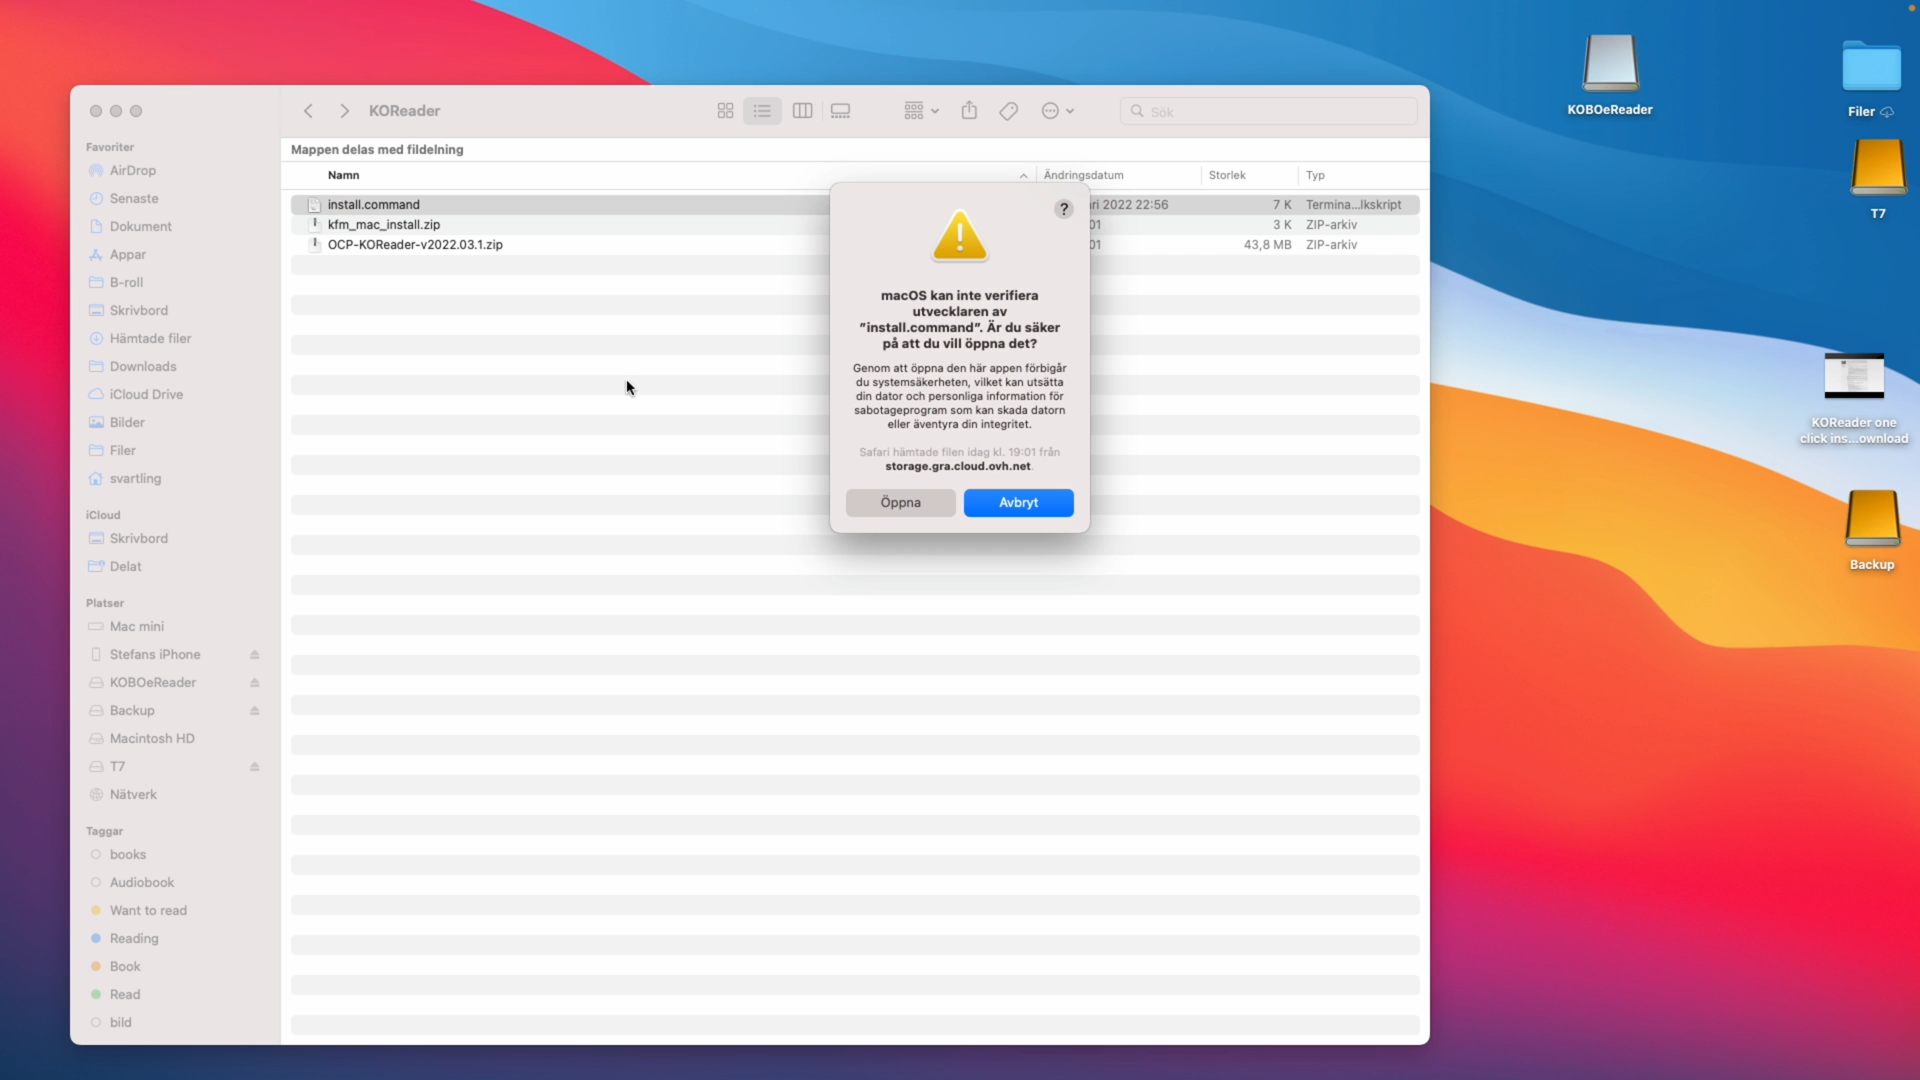 KOReader
Sök
Mappen delas med fildelning
Namn
Ändringsdatum
Storlek
Typ
install.command
ari 2022 22:56
7 K
Termina...lkskript
kfm_mac_install.zip
01
3 K
ZIP-arkiv
OCP-KOReader-v2022.03.1.zip
01
43,8 MB
ZIP-arkiv
Favoriter
AirDrop
Senaste
Dokument
Appar
B-roll
Skrivbord
Hämtade filer
Downloads
iCloud Drive
Bilder
Filer
svartling
iCloud
Skrivbord
Delat
Platser
Mac mini
Stefans iPhone
KOBOeReader
Backup
Macintosh HD
T7
Nätverk
Taggar
books
Audiobook
Want to read
Reading
Book
Read
bild
?
macOS kan inte verifiera
utvecklaren av
”install.command”. Är du säker
på att du vill öppna det?
Genom att öppna den här appen förbigår
du systemsäkerheten, vilket kan utsätta
din dator och personliga information för
sabotageprogram som kan skada datorn
eller äventyra din integritet.
Safari hämtade filen idag kl. 19:01 från
storage.gra.cloud.ovh.net.
Öppna
Avbryt
KOBOeReader
Filer
T7
KOReader one
click ins...ownload
Backup